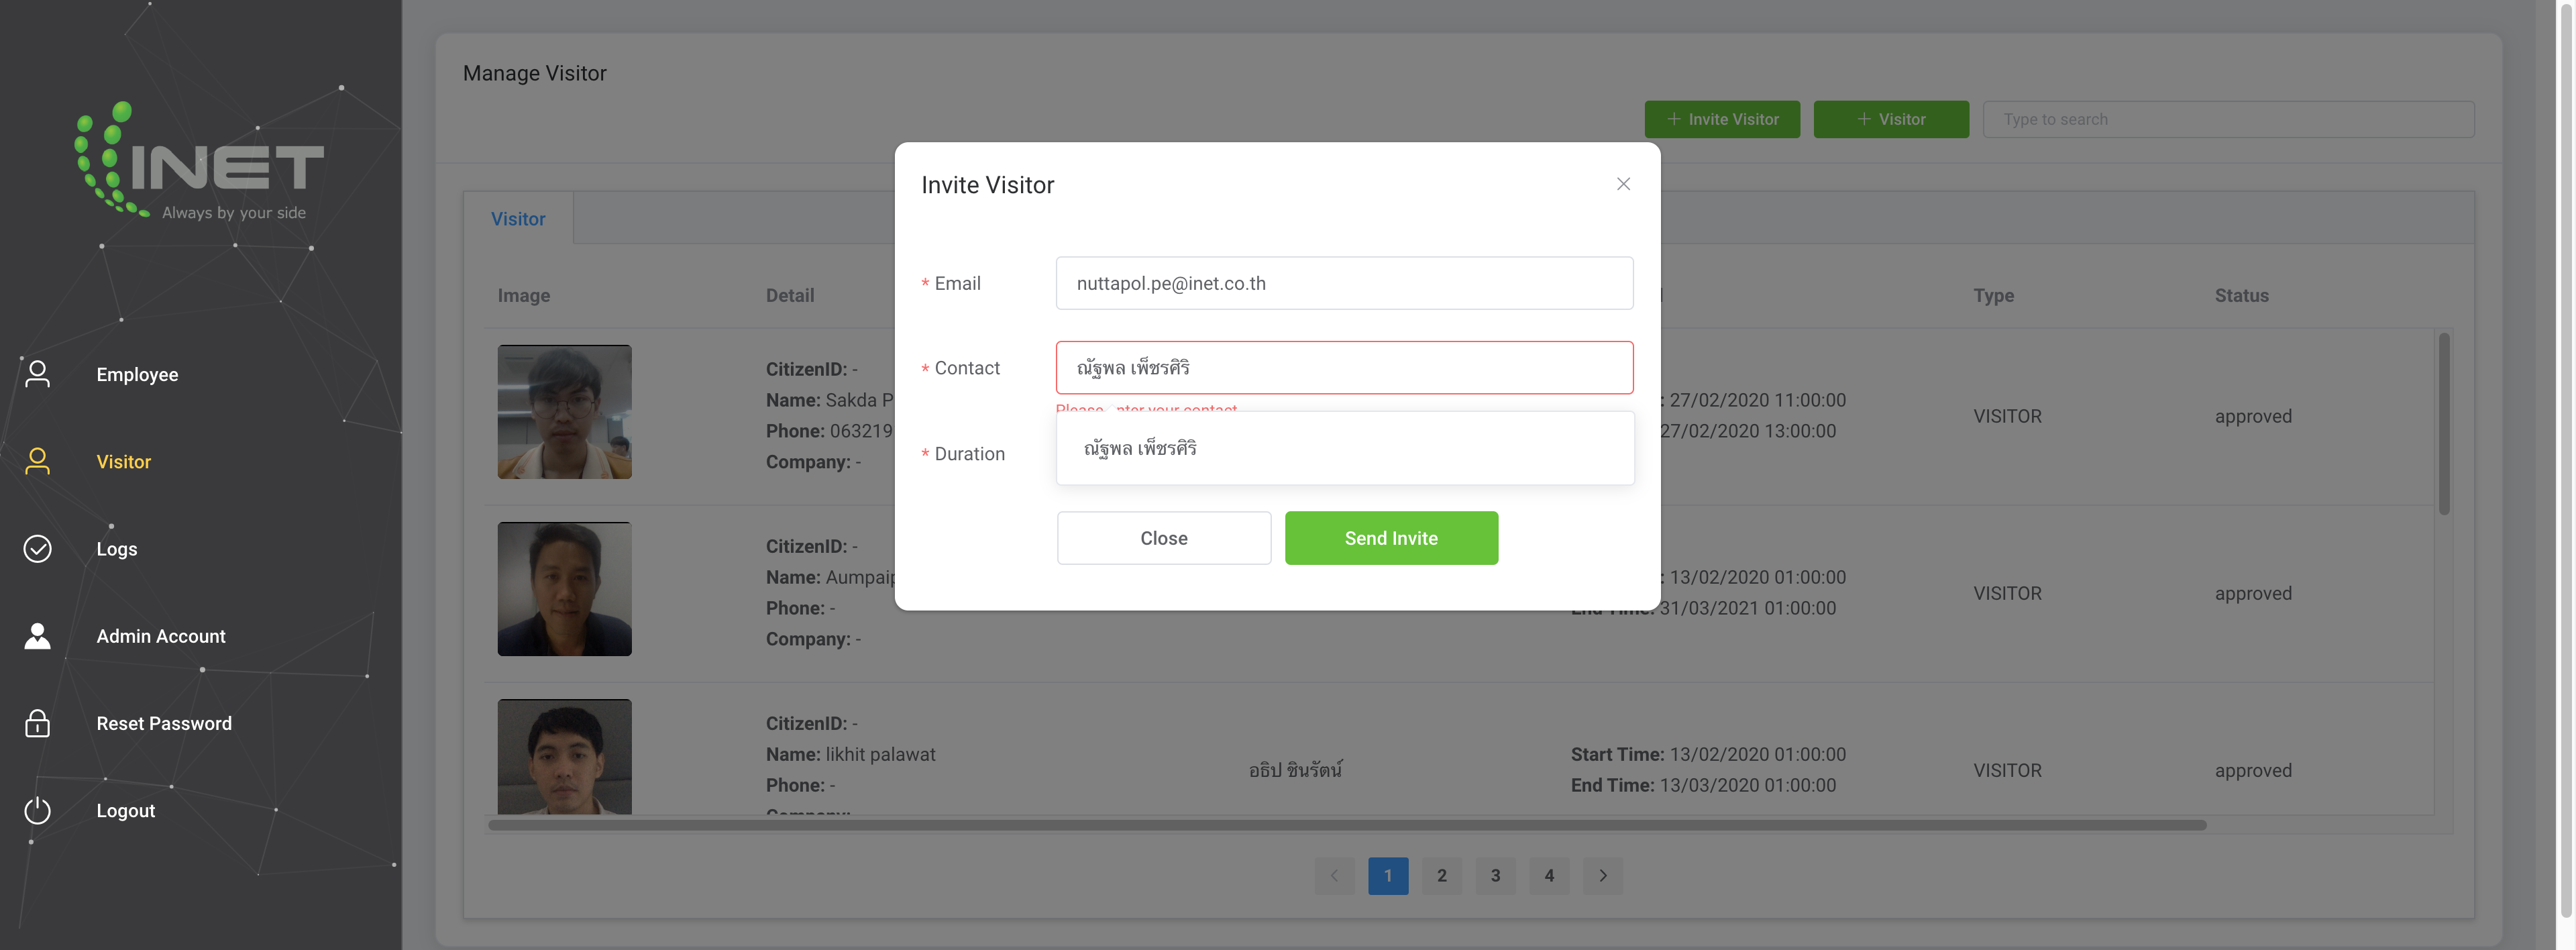 INET
Always by your side
Employee
Visitor
Logs
Admin Account
Reset Password
Logout
Manage Visitor
+ Invite Visitor
+ Visitor
Type to search
Visitor
Image
Detail
Type
Status
CitizenID: -
Name: Sakda P
Phone: 063219
Company: -
: 27/02/2020 11:00:00
27/02/2020 13:00:00
VISITOR
approved
CitizenID: -
Name: Aumpaip
Phone: -
Company: -
: 13/02/2020 01:00:00
End Time: 31/03/2021 01:00:00
VISITOR
approved
CitizenID: -
Name: likhit palawat
Phone: -
Company:
อธิป ชินรัตน์
Start Time: 13/02/2020 01:00:00
End Time: 13/03/2020 01:00:00
VISITOR
approved
1 2 3 4
Invite Visitor
* Email
nuttapol.pe@inet.co.th
* Contact
ณัฐพล เพ็ชรศิริ
Please enter your contact
ณัฐพล เพ็ชรศิริ
* Duration
Close
Send Invite